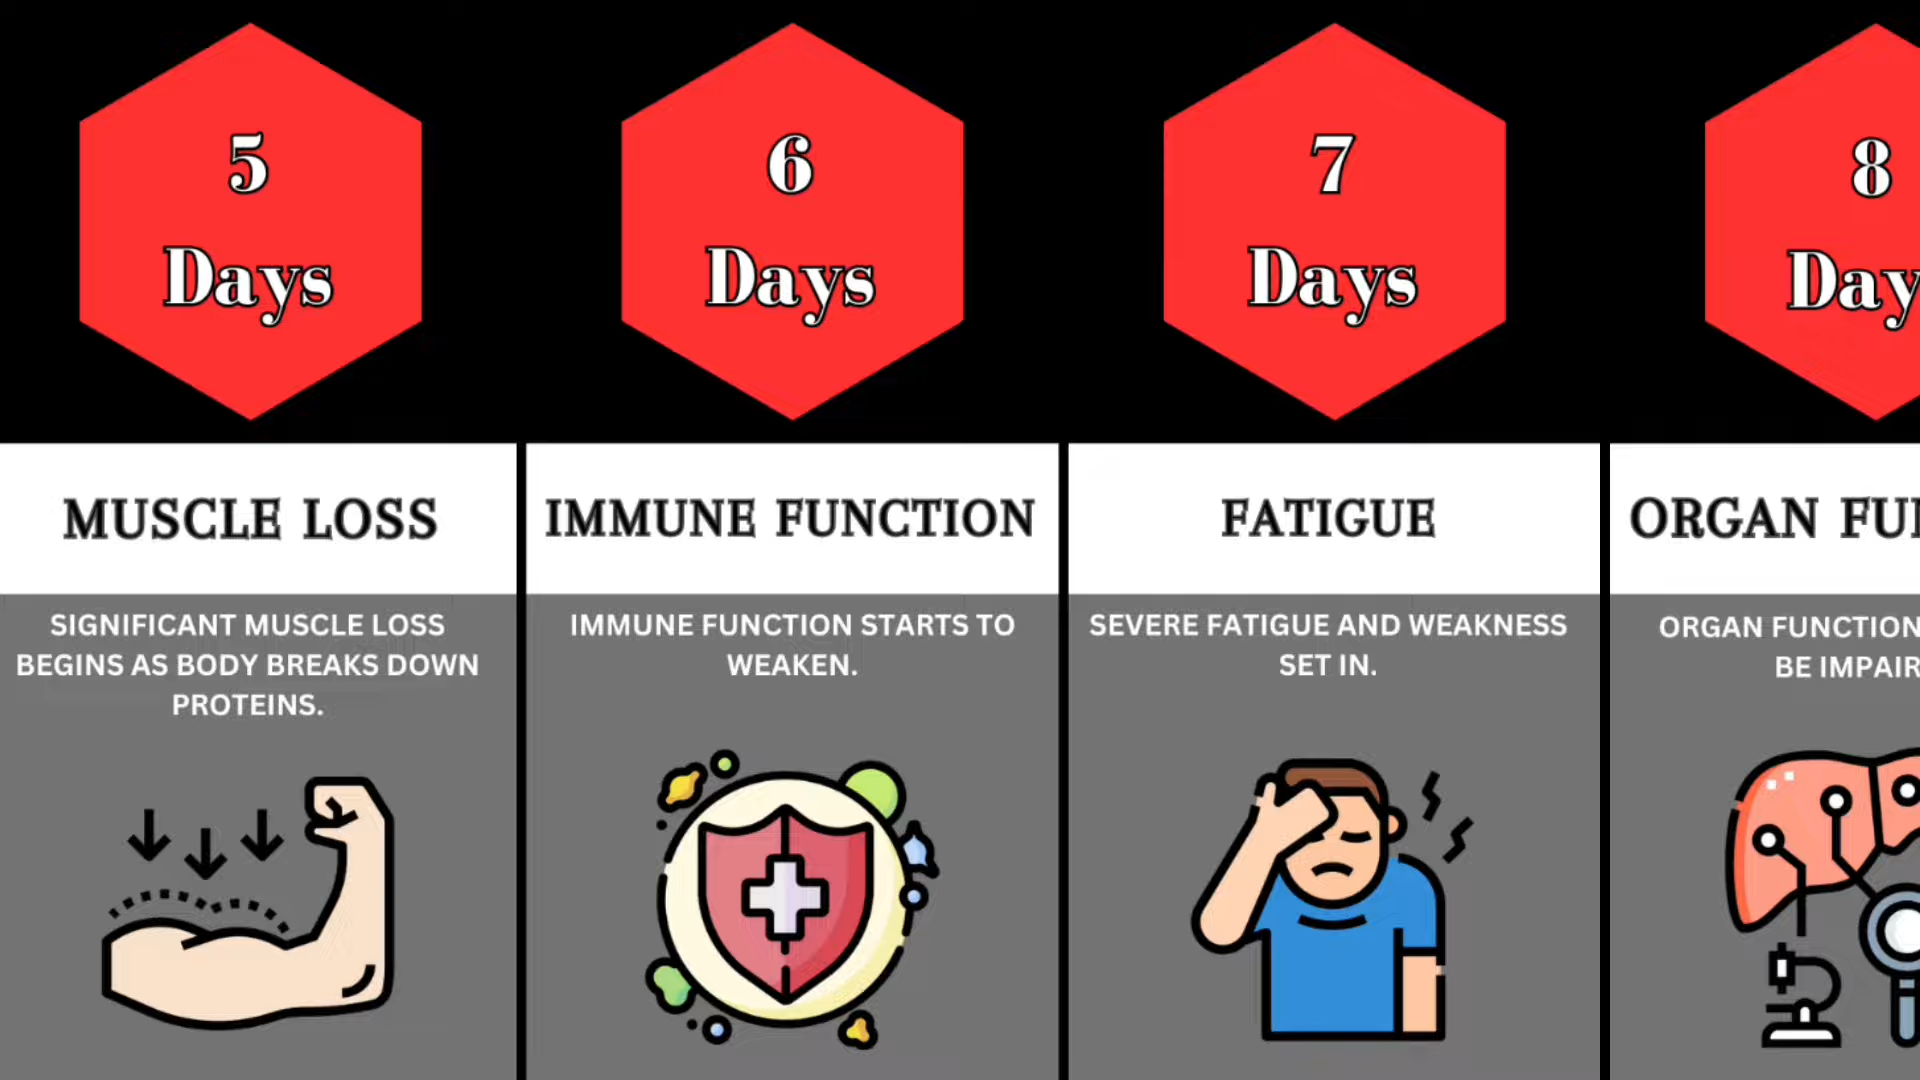 5
Days
MUSCLE LOSS
SIGNIFICANT MUSCLE LOSS
BEGINS AS BODY BREAKS DOWN
PROTEINS.
6
Days
IMMUNE FUNCTION
IMMUNE FUNCTION STARTS TO
WEAKEN.
7
Days
FATIGUE
SEVERE FATIGUE AND WEAKNESS
SET IN.
8
Day
ORGAN FUN
ORGAN FUNCTION
BE IMPAIR